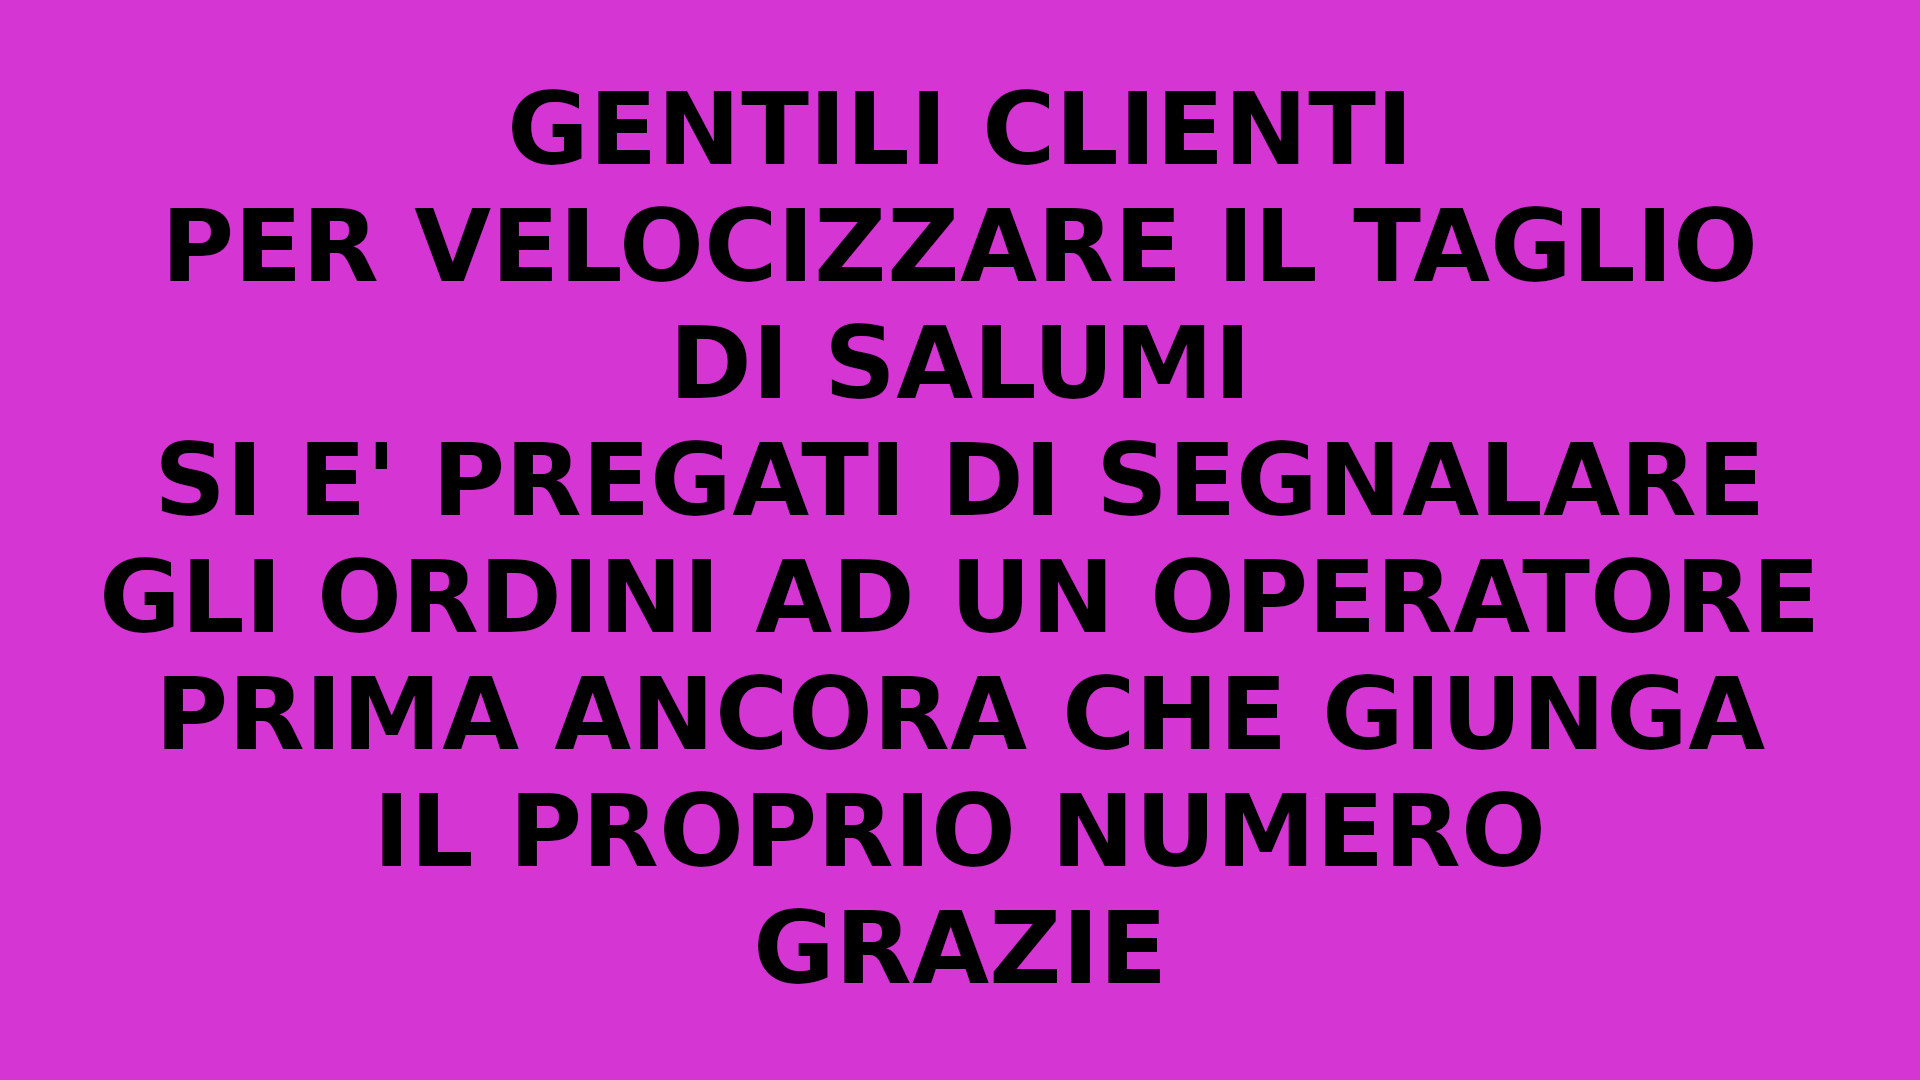 GENTILI CLIENTI
PER VELOCIZZARE IL TAGLIO
DI SALUMI
SI E' PREGATI DI SEGNALARE
GLI ORDINI AD UN OPERATORE
PRIMA ANCORA CHE GIUNGA
IL PROPRIO NUMERO
GRAZIE